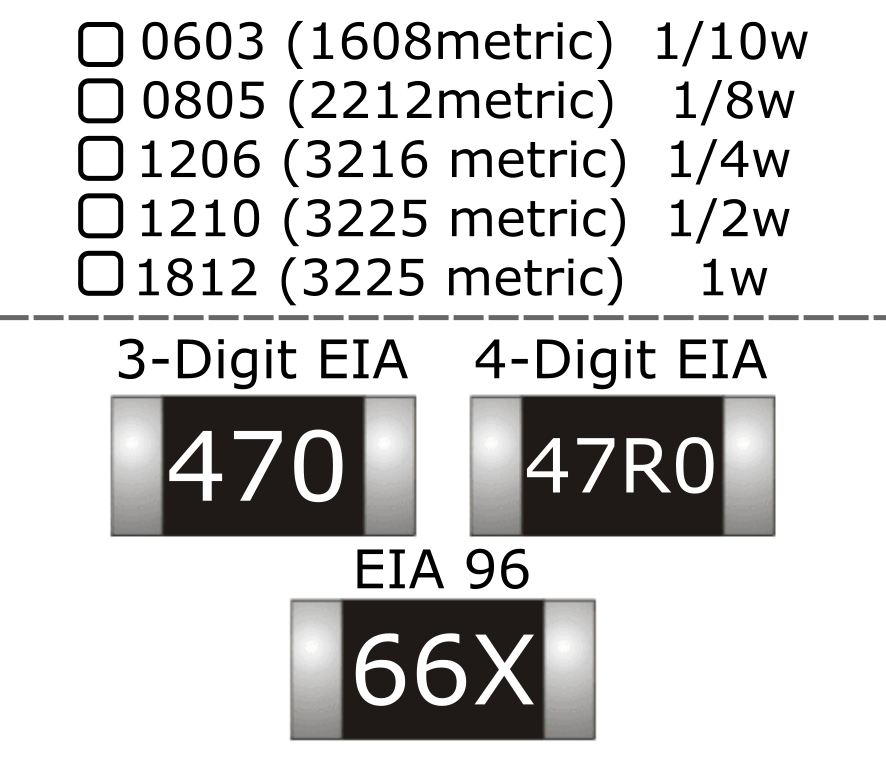 0603 (1608metric) 1/10w
0805 (2212metric) 1/8w
1206 (3216 metric) 1/4w
1210 (3225 metric) 1/2w
1812 (3225 metric) 1w
3-Digit EIA 4-Digit EIA
470 47R0
EIA 96
66X